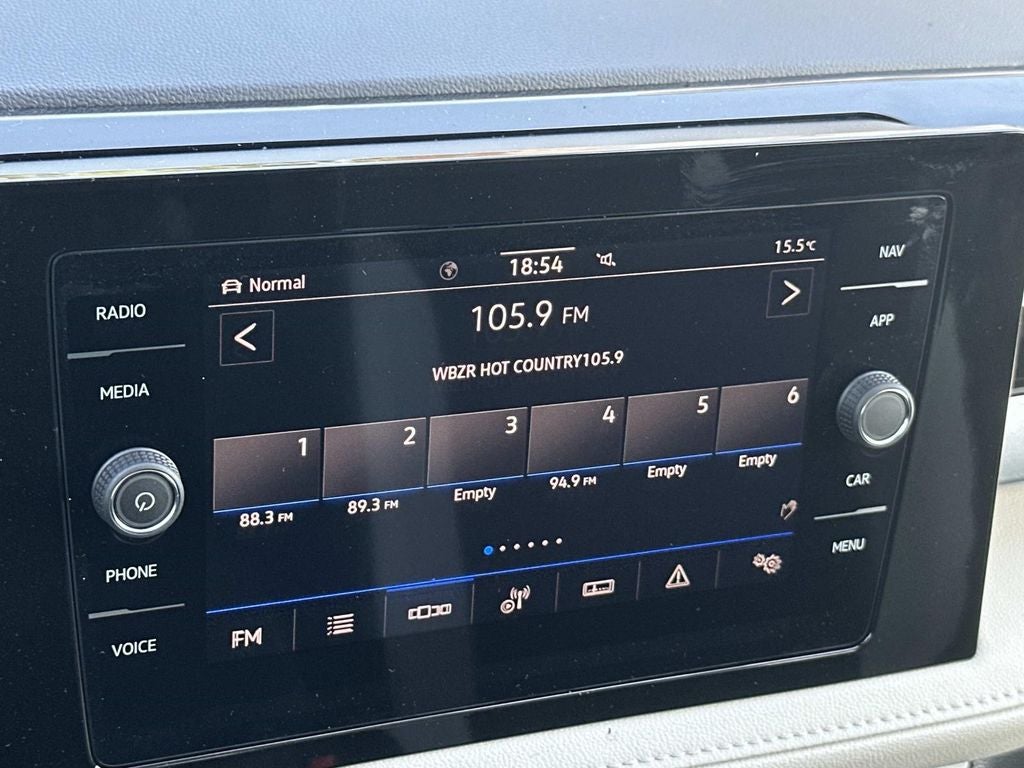 Normal
18:54
15.5°C
NAV
RADIO
105.9 FM
<
>
APP
WBZR HOT COUNTRY105.9
MEDIA
1 2 3 4 5 6
88.3 FM 89.3 FM Empty 94.9 FM Empty Empty
CAR
PHONE
MENU
VOICE
FM